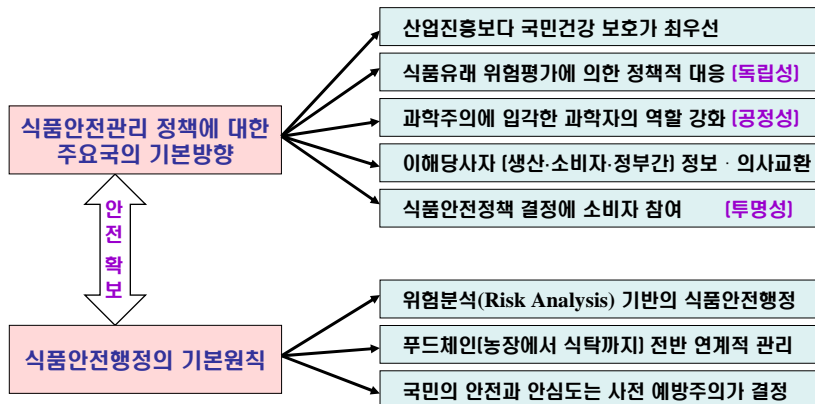 산업진흥보다 국민건강 보호가 최우선
식품유래 위험평가에 의한 정책적 대응 (독립성)
식품안전관리 정책에 대한
주요국의 기본방향
과학주의에 입각한 과학자의 역할 강화 (공정성)
이해당사자 (생산·소비자·정부간) 정보 · 의사교환
식품안전정책 결정에 소비자 참여 (투명성)
안전 확보
위험분석(Risk Analysis) 기반의 식품안전행정
식품안전행정의 기본원칙
푸드체인(농장에서 식탁까지) 전반 연계적 관리
국민의 안전과 안심도는 사전 예방주의가 결정